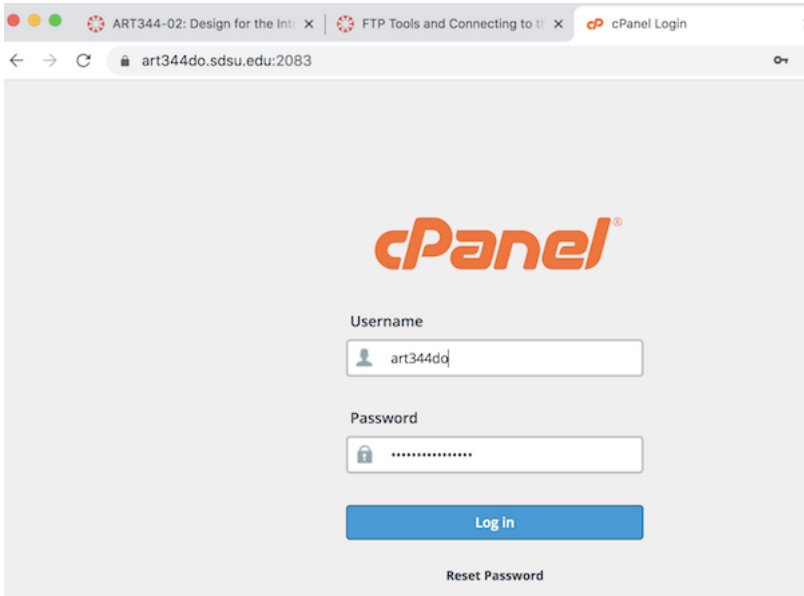 ART344-02: Design for the Int
FTP Tools and Connecting to th
cPanel Login
art344do.sdsu.edu:2083
cPanel®
Username
art344do
Password
••••••••••••••••
Log in
Reset Password